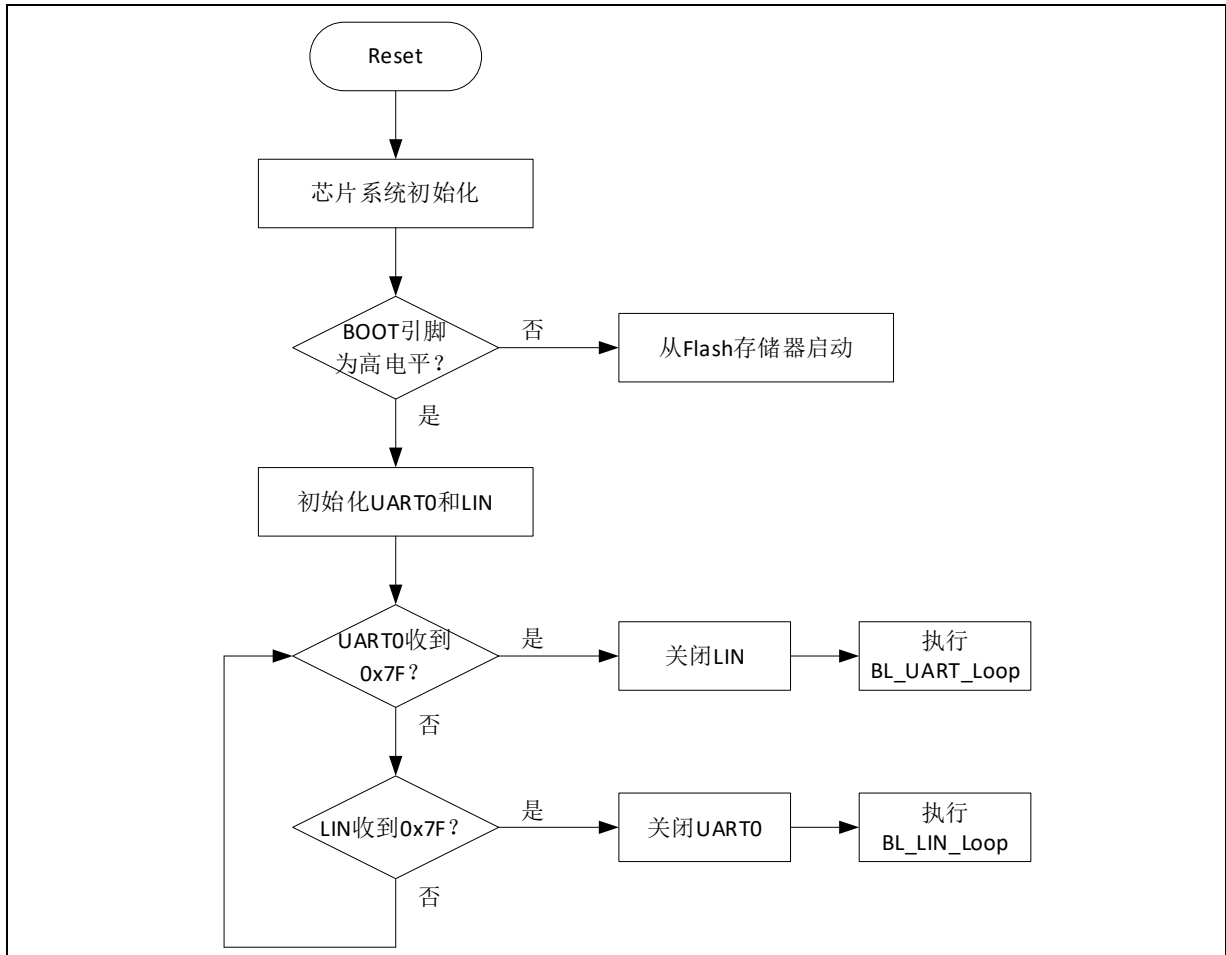 Reset
芯片系统初始化
BOOT引脚
为高电平？
否
从Flash存储器启动
是
初始化UART0和LIN
UART0收到
0x7F？
是
关闭LIN
执行
BL_UART_Loop
否
LIN收到0x7F？
是
关闭UART0
执行
BL_LIN_Loop
否